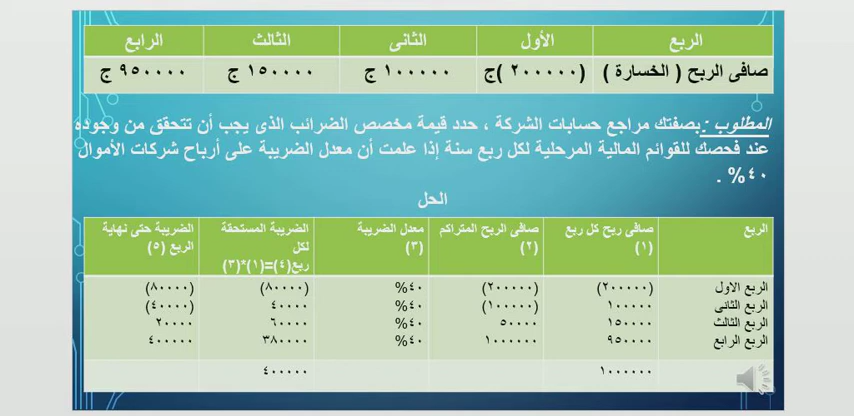 الربع الأول الثانى الثالث الرابع
صافى الربح ( الخسارة ) (٢٠٠٠٠٠)ج ١٠٠٠٠٠ ج ١٥٠٠٠٠ ج ٩٥٠٠٠٠ ج
المطلوب :بصفتك مراجع حسابات الشركة ، حدد قيمة مخصص الضرائب الذى يجب أن تتحقق من وجوده
عند فحصك للقوائم المالية المرحلية لكل ربع سنة إذا علمت أن معدل الضريبة على أرباح شركات الأموال
٤٠% .
الحل
الربع صافى ربح كل ربع صافى الربح المتراكم معدل الضريبة الضريبة المستحقة الضريبة حتى نهاية
(١) (٢) (٣) لكل الربع (٥)
ربع(٤)=(١)*(٣)
الربع الاول (٢٠٠٠٠٠) (٢٠٠٠٠٠) ٤٠% (٨٠٠٠٠) (٨٠٠٠٠)
الربع الثانى ١٠٠٠٠٠ (١٠٠٠٠٠) ٤٠% ٤٠٠٠٠ (٤٠٠٠٠)
الربع الثالث ١٥٠٠٠٠ ٥٠٠٠٠ ٤٠% ٦٠٠٠٠ ٢٠٠٠٠
الربع الرابع ٩٥٠٠٠٠ ١٠٠٠٠٠٠ ٤٠% ٣٨٠٠٠٠ ٤٠٠٠٠٠
١٠٠٠٠٠٠ ٤٠٠٠٠٠